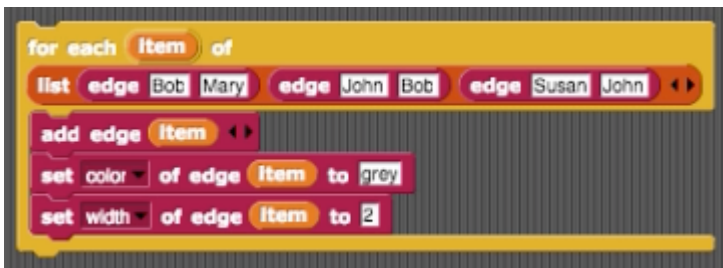 for each Item of
list edge Bob Mary edge John Bob edge Susan John
add edge Item
set color of edge Item to grey
set width of edge Item to 2